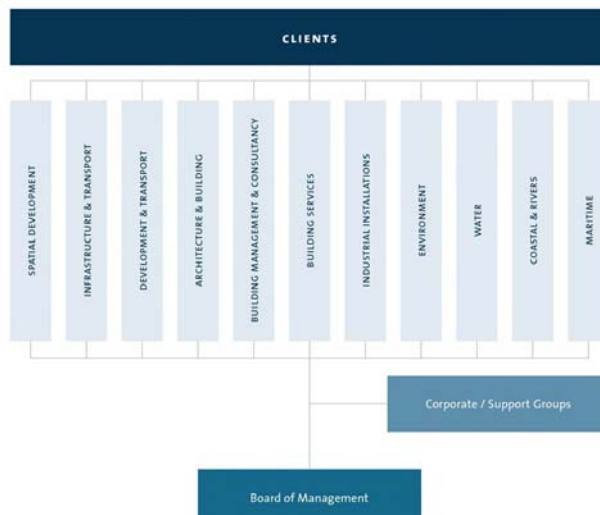 CLIENTS
SPATIAL DEVELOPMENT
INFRASTRUCTURE & TRANSPORT
DEVELOPMENT & TRANSPORT
ARCHITECTURE & BUILDING
BUILDING MANAGEMENT & CONSULTANCY
BUILDING SERVICES
INDUSTRIAL INSTALLATIONS
ENVIRONMENT
WATER
COASTAL & RIVERS
MARITIME
Corporate / Support Groups
Board of Management